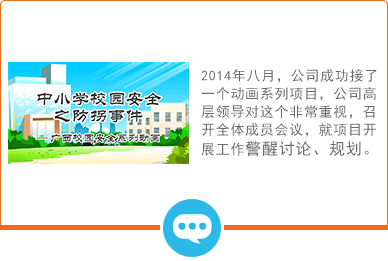 中小学校园安全
之防拐事件
广西校园安全系列动画
2014年八月，公司成功接了
一个动画系列项目，公司高
层领导对这个非常重视，召
开全体成员会议，就项目开
展工作警醒讨论、规划。